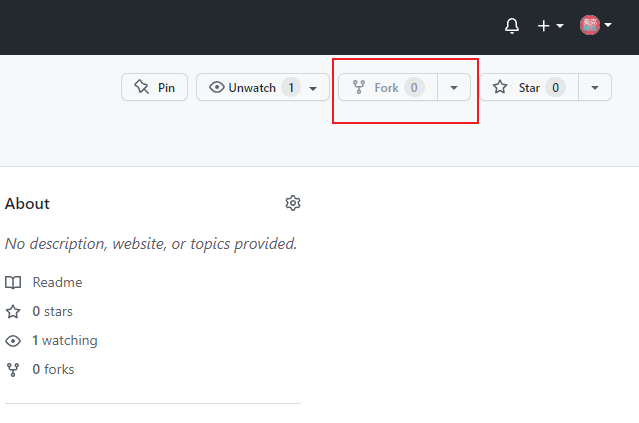 Pin
Unwatch 1
Fork 0
Star 0
About
No description, website, or topics provided.
Readme
0 stars
1 watching
0 forks